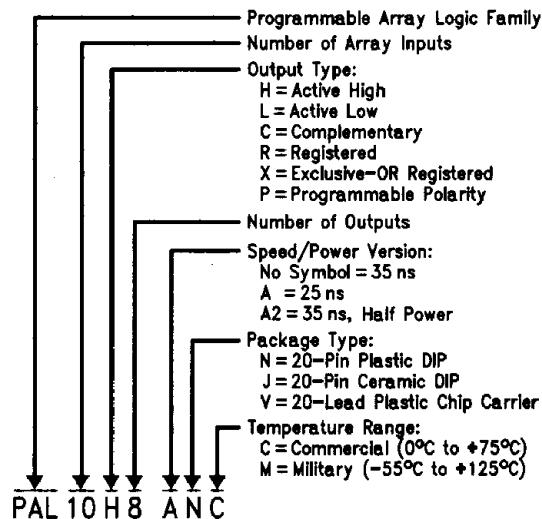 Programmable Array Logic Family
Number of Array Inputs
Output Type:
H = Active High
L = Active Low
C = Complementary
R = Registered
X = Exclusive-OR Registered
P = Programmable Polarity
Number of Outputs
Speed/Power Version:
No Symbol = 35 ns
A = 25 ns
A2 = 35 ns, Half Power
Package Type:
N = 20-Pin Plastic DIP
J = 20-Pin Ceramic DIP
V = 20-Lead Plastic Chip Carrier
Temperature Range:
C = Commercial (0°C to +75°C)
M = Military (-55°C to +125°C)
PAL 10 H 8 A N C